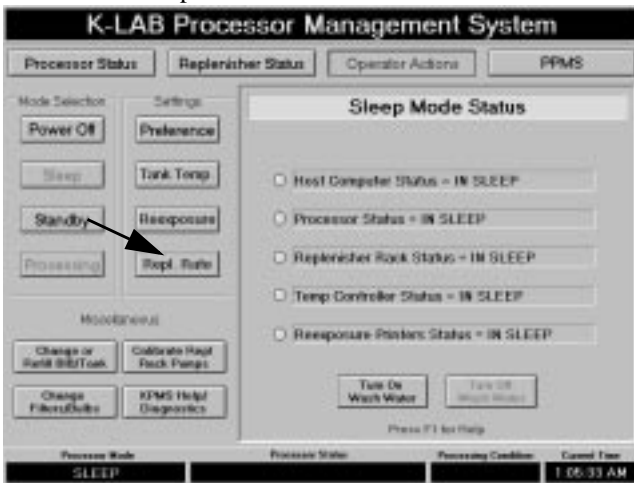 K-LAB Processor Management System
Processor Status
Replenisher Status
Operator Actions
PPMS
Mode Selection
Settings
Power Off
Preference
Sleep
Tank Temp
Standby
Reexposure
Processing
Repl. Rate
Miscellaneous
Change or
Refill BIB/Tank
Calibrate Repl
Rack Pumps
Change
Filters/Bulbs
KPMS Help/
Diagnostics
Sleep Mode Status
Host Computer Status = IN SLEEP
Processor Status = IN SLEEP
Replenisher Rack Status = IN SLEEP
Temp Controller Status = IN SLEEP
Reexposure Printers Status = IN SLEEP
Turn On
Wash Water
Turn Off
Wash Water
Press F1 for Help
Processor Mode
Processor Status
Processing Condition
Current Time
SLEEP
1:05:33 AM